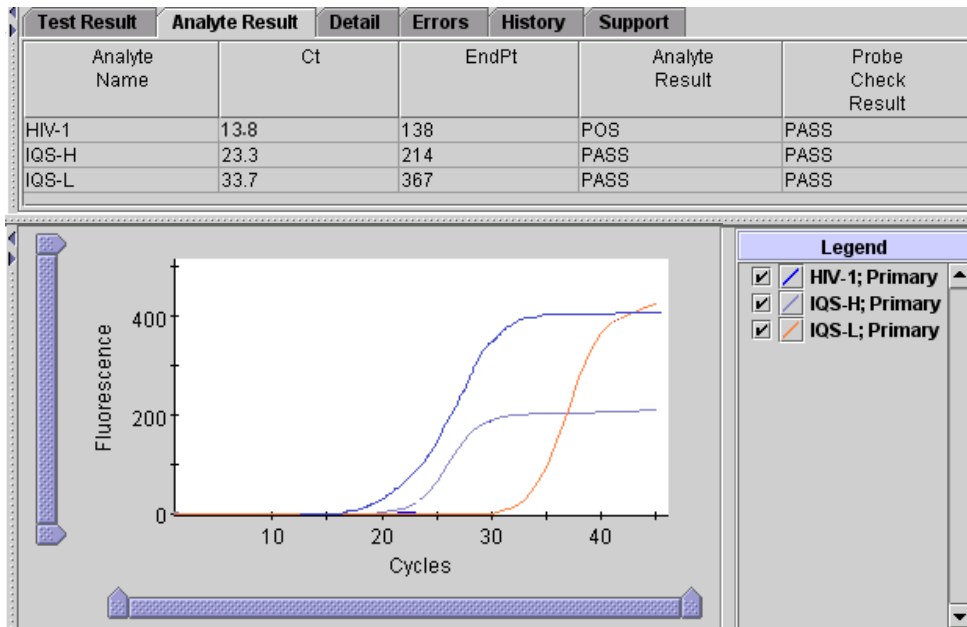 Test Result Analyte Result Detail Errors History Support
Analyte Name Ct EndPt Analyte Result Probe Check Result
HIV-1 13.8 138 POS PASS
IQS-H 23.3 214 PASS PASS
IQS-L 33.7 367 PASS PASS
Legend
HIV-1; Primary
IQS-H; Primary
IQS-L; Primary
Fluorescence
400
200
0
10 20 30 40
Cycles